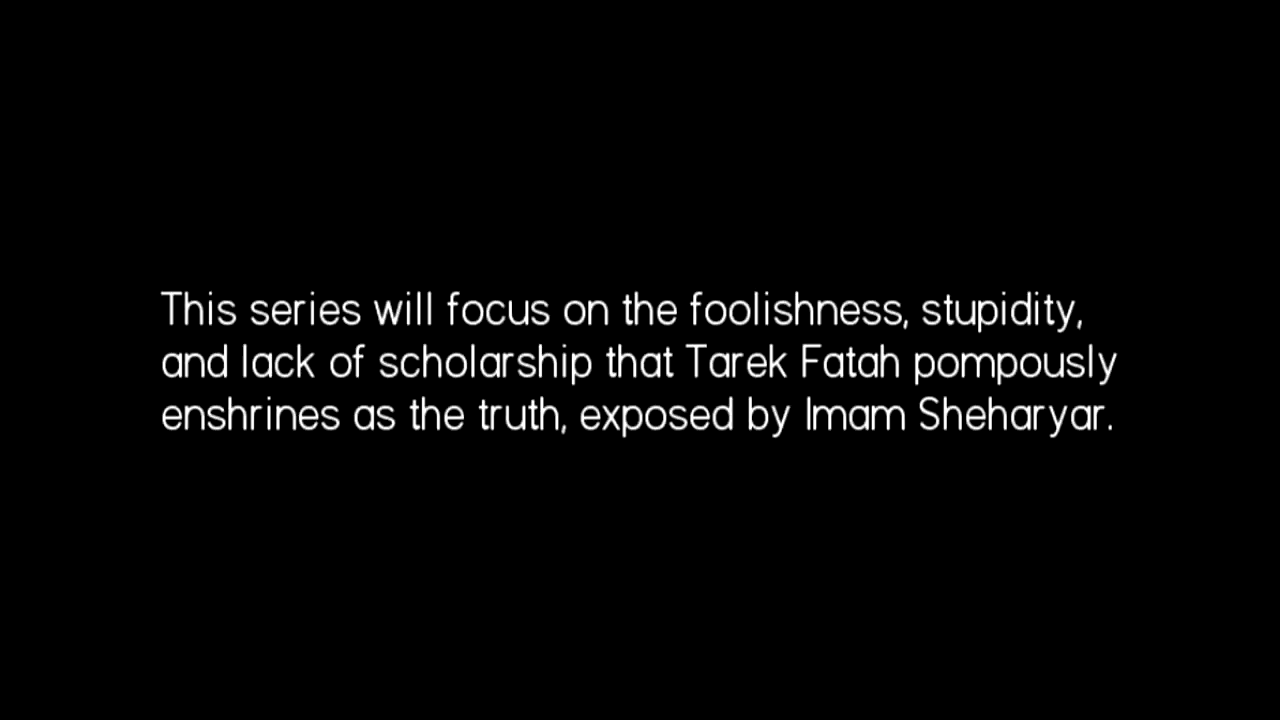 This series will focus on the foolishness, stupidity,
and lack of scholarship that Tarek Fatah pompously
enshrines as the truth, exposed by Imam Sheharyar.